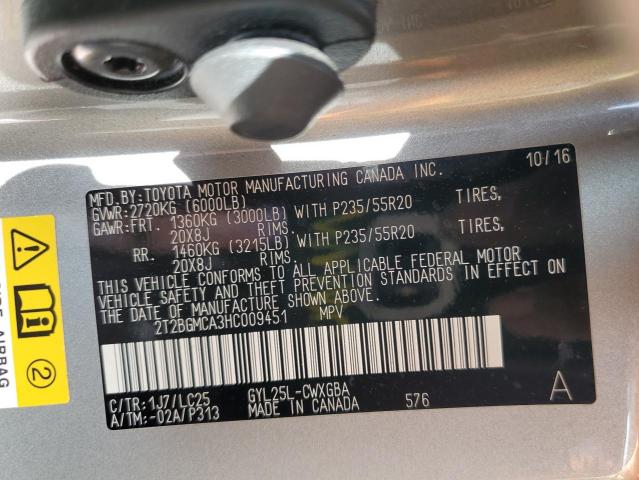 MFD.BY:TOYOTA MOTOR MANUFACTURING CANADA INC. 10/16
GVWR:2720KG (6000LB)
GAWR:FRT. 1360KG (3000LB) WITH P235/55R20 TIRES,
20X8J RIMS.
RR. 1460KG (3215LB) WITH P235/55R20 TIRES,
20X8J RIMS.
THIS VEHICLE CONFORMS TO ALL APPLICABLE FEDERAL MOTOR
VEHICLE SAFETY AND THEFT PREVENTION STANDARDS IN EFFECT ON
THE DATE OF MANUFACTURE SHOWN ABOVE.
2T2BGMCA3HC009451 MPV
C/TR:1J7/LC25 GYL25L-CWXGBA A
A/TM:-02A/P313 MADE IN CANADA 576
AIRBAG
2